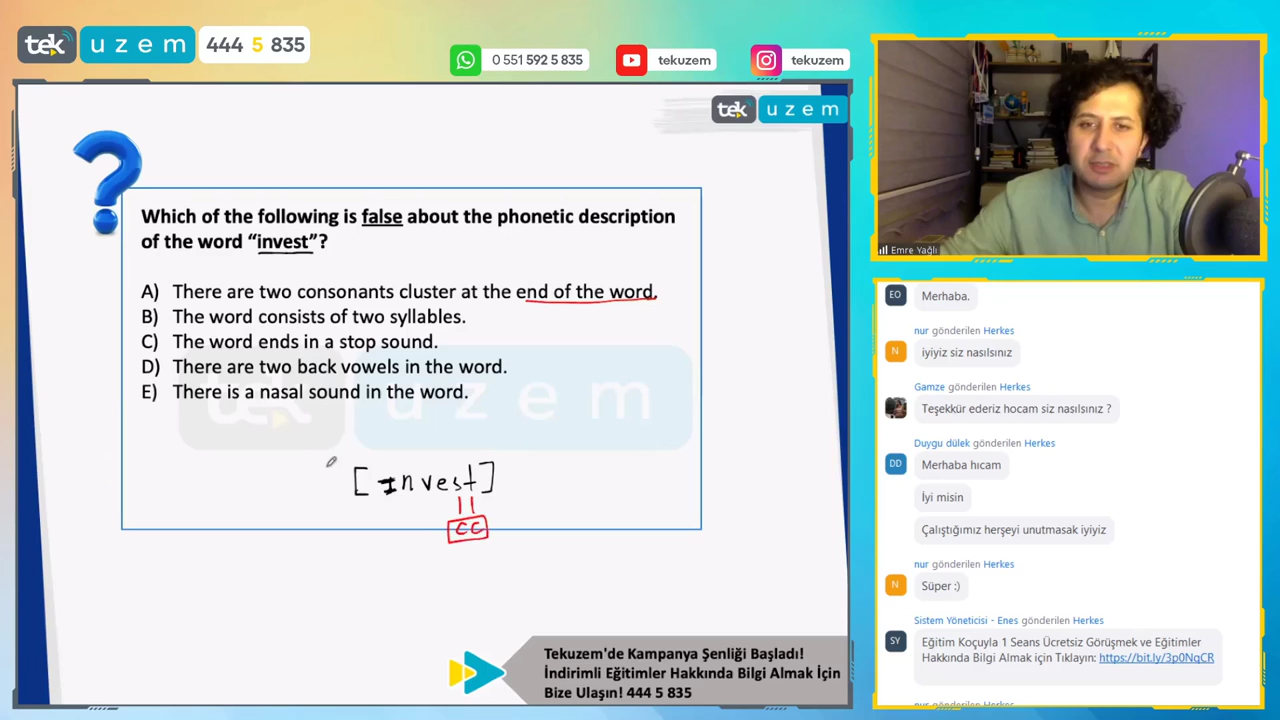 tek uzem 444 5 835
0 551 592 5 835
tekuzem
tekuzem
tek uzem
Which of the following is false about the phonetic description
of the word “invest”?
A) There are two consonants cluster at the end of the word.
B) The word consists of two syllables.
C) The word ends in a stop sound.
D) There are two back vowels in the word.
E) There is a nasal sound in the word.
tek uzem
[ɪnvest]
CC
Tekuzem'de Kampanya Şenliği Başladı!
İndirimli Eğitimler Hakkında Bilgi Almak İçin
Bize Ulaşın! 444 5 835
Emre Yağlı
EO
Merhaba.
nur gönderilen Herkes
N
iyiyiz siz nasılsınız
Gamze gönderilen Herkes
Teşekkür ederiz hocam siz nasılsınız ?
Duygu dülek gönderilen Herkes
DD
Merhaba hıcam
İyi misin
Çalıştığımız herşeyi unutmasak iyiyiz
nur gönderilen Herkes
N
Süper :)
Sistem Yöneticisi - Enes gönderilen Herkes
SY
Eğitim Koçuyla 1 Seans Ücretsiz Görüşmek ve Eğitimler
Hakkında Bilgi Almak için Tıklayın: https://bit.ly/3p0NqCR
nur gönderilen Herkes